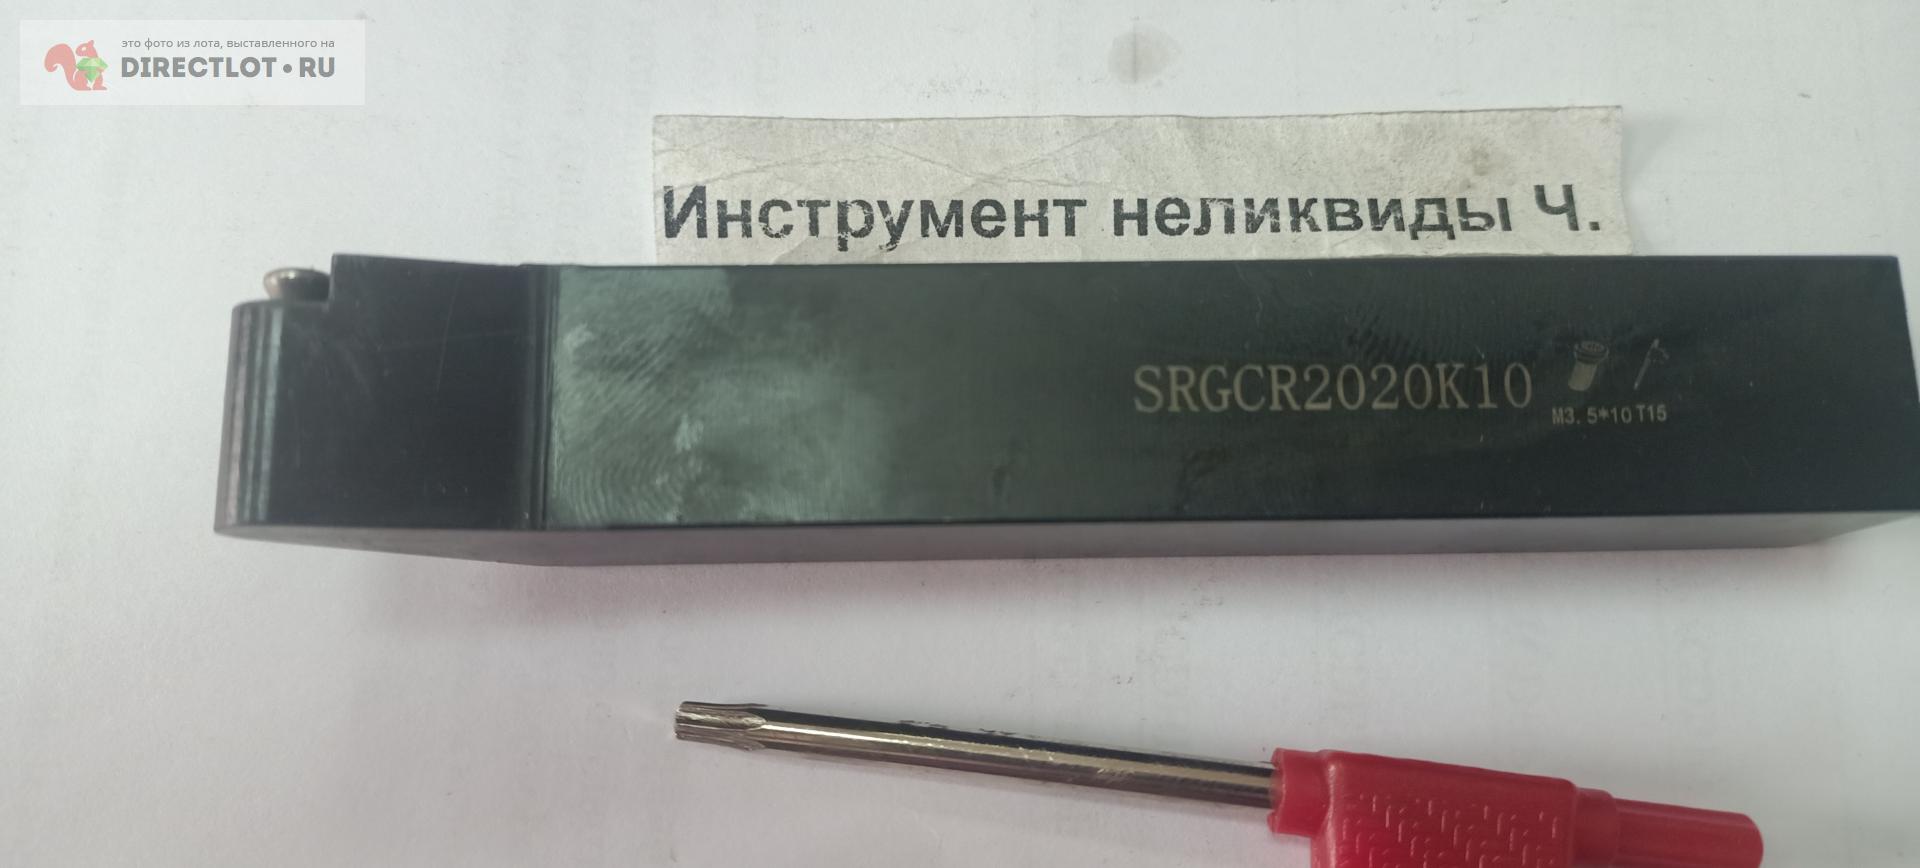 это фото из лота, выставленного на
DIRECTLOT•RU
Инструмент неликвиды Ч.
SRGCR2020K10
M3. 5*10 T15